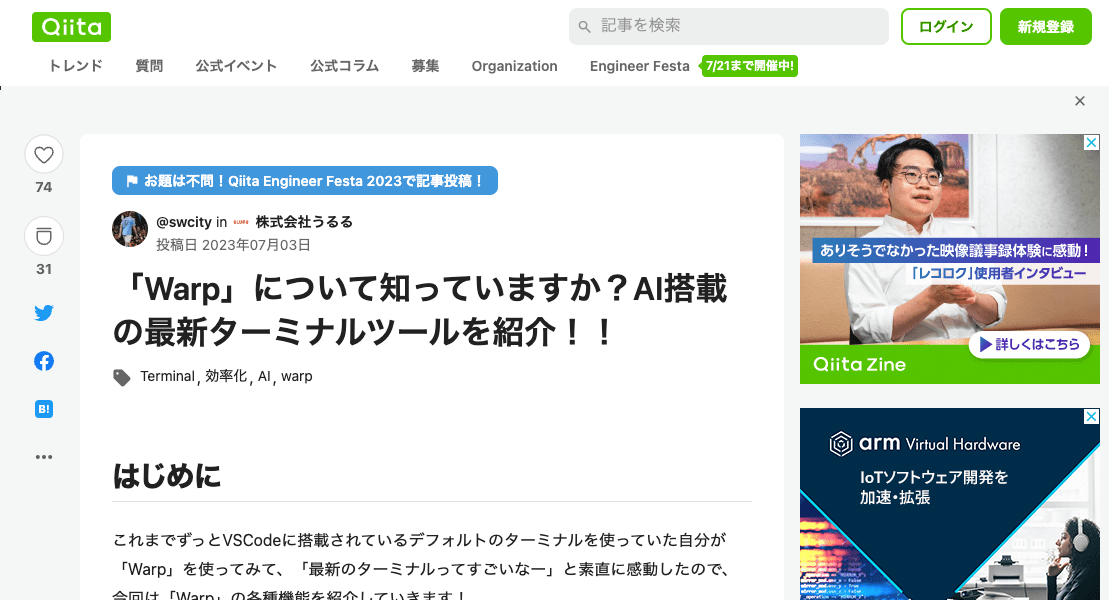 Qiita
記事を検索
ログイン
新規登録
トレンド
質問
公式イベント
公式コラム
募集
Organization
Engineer Festa
7/21まで開催中!
お題は不問！Qiita Engineer Festa 2023で記事投稿！
@swcity in 株式会社うるる
投稿日 2023年07月03日
「Warp」について知っていますか？AI搭載
の最新ターミナルツールを紹介！！
Terminal, 効率化, AI, warp
74
31
B!
はじめに
これまでずっとVSCodeに搭載されているデフォルトのターミナルを使っていた自分が
「Warp」を使ってみて、「最新のターミナルってすごいなー」と素直に感動したので、
今回は「Warp」の各種機能を紹介していきます！
ありそうでなかった映像議事録体験に感動！
「レコロク」使用者インタビュー
詳しくはこちら
Qiita Zine
arm Virtual Hardware
IoTソフトウェア開発を
加速・拡張